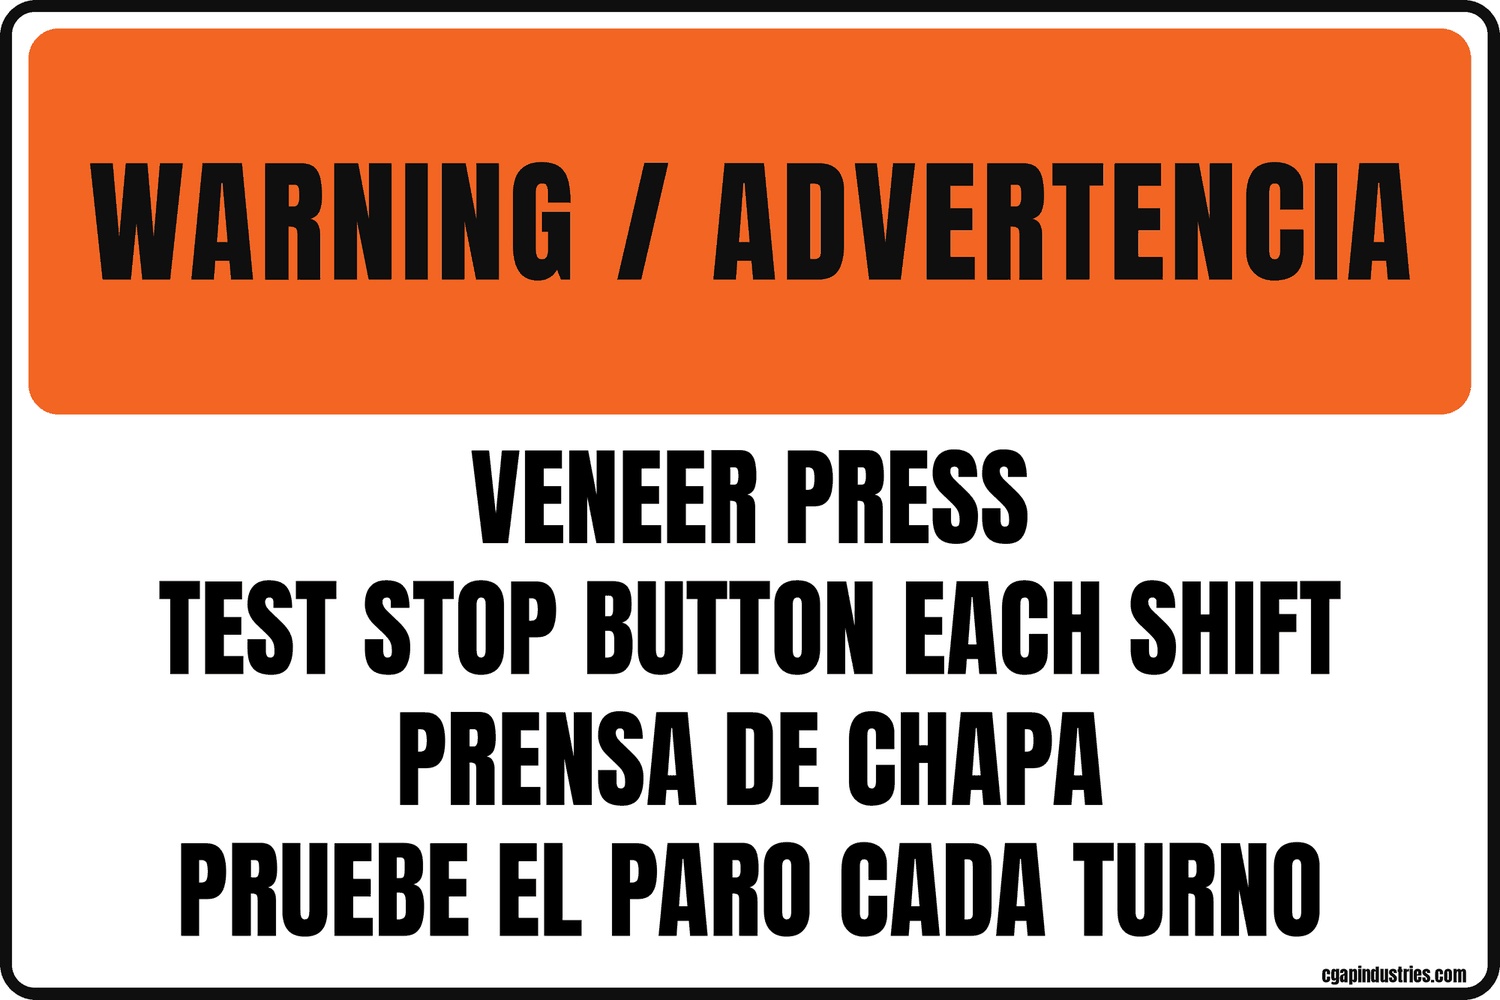 WARNING / ADVERTENCIA
VENEER PRESS
TEST STOP BUTTON EACH SHIFT
PRENSA DE CHAPA
PRUEBE EL PARO CADA TURNO
cgapindustries.com